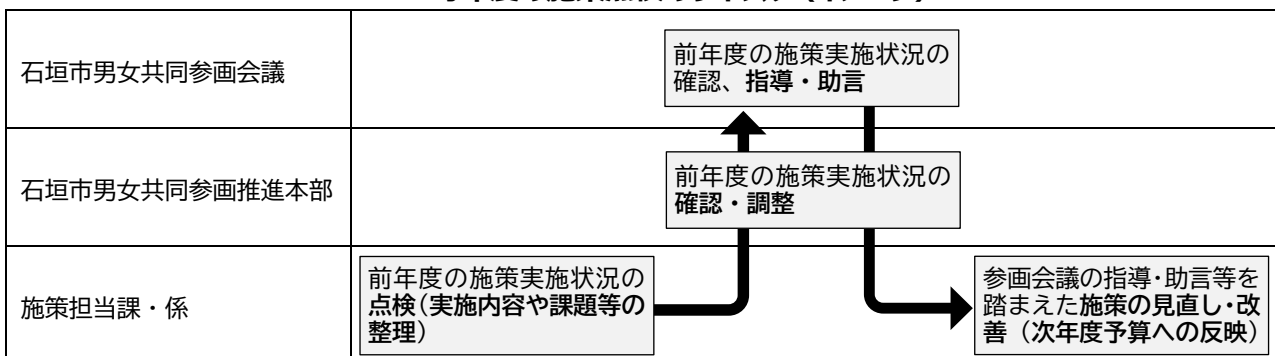 石垣市男女共同参画会議
前年度の施策実施状況の
確認、指導・助言
石垣市男女共同参画推進本部
前年度の施策実施状況の
確認・調整
施策担当課・係
前年度の施策実施状況の
点検(実施内容や課題等の
整理)
参画会議の指導・助言等を
踏まえた施策の見直し・改
善（次年度予算への反映）